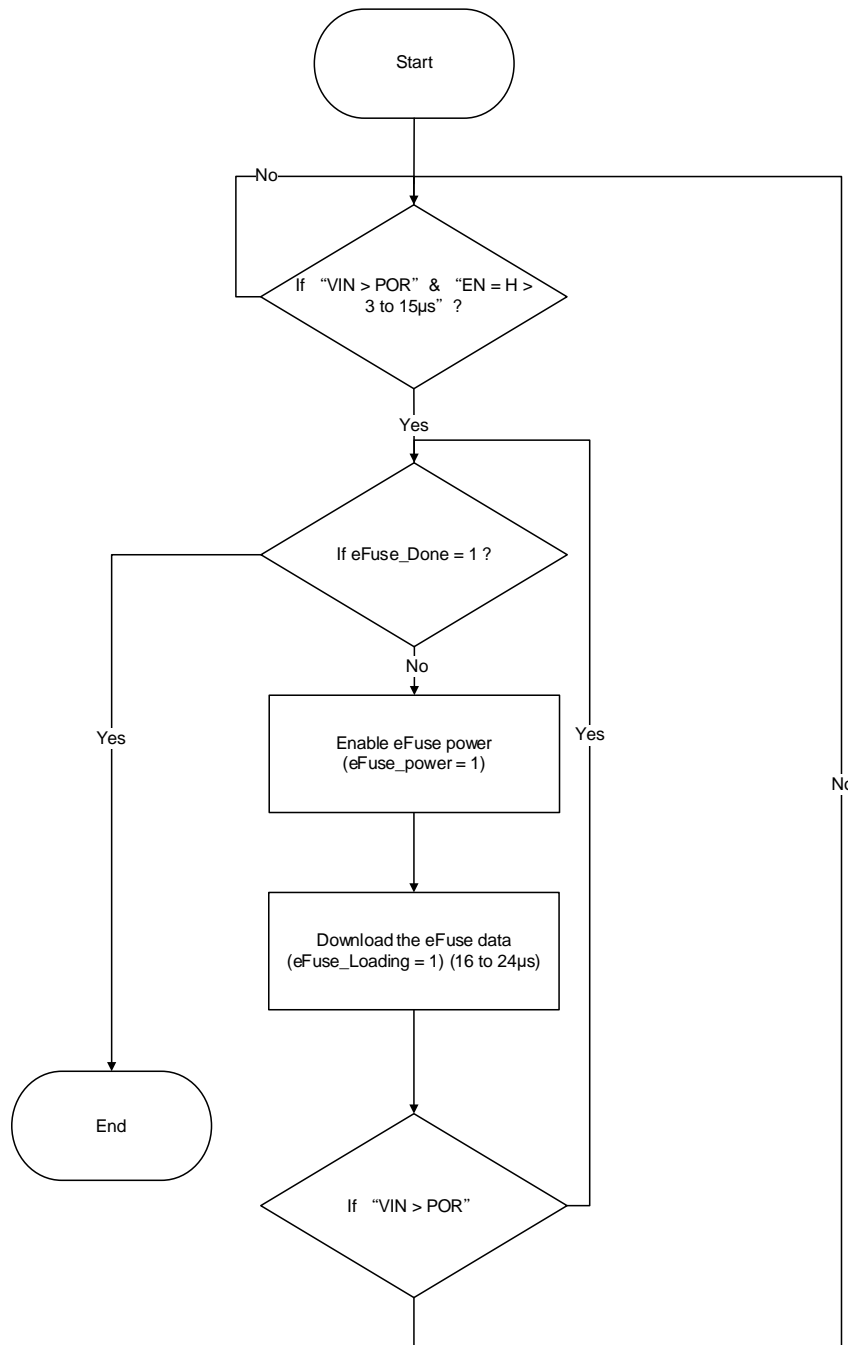 Start
No
If “VIN > POR” & “EN = H >
3 to 15µs” ?
Yes
If eFuse_Done = 1 ?
No
Enable eFuse power
(eFuse_power = 1)
Yes
Yes
No
Download the eFuse data
(eFuse_Loading = 1) (16 to 24µs)
End
If “VIN > POR”